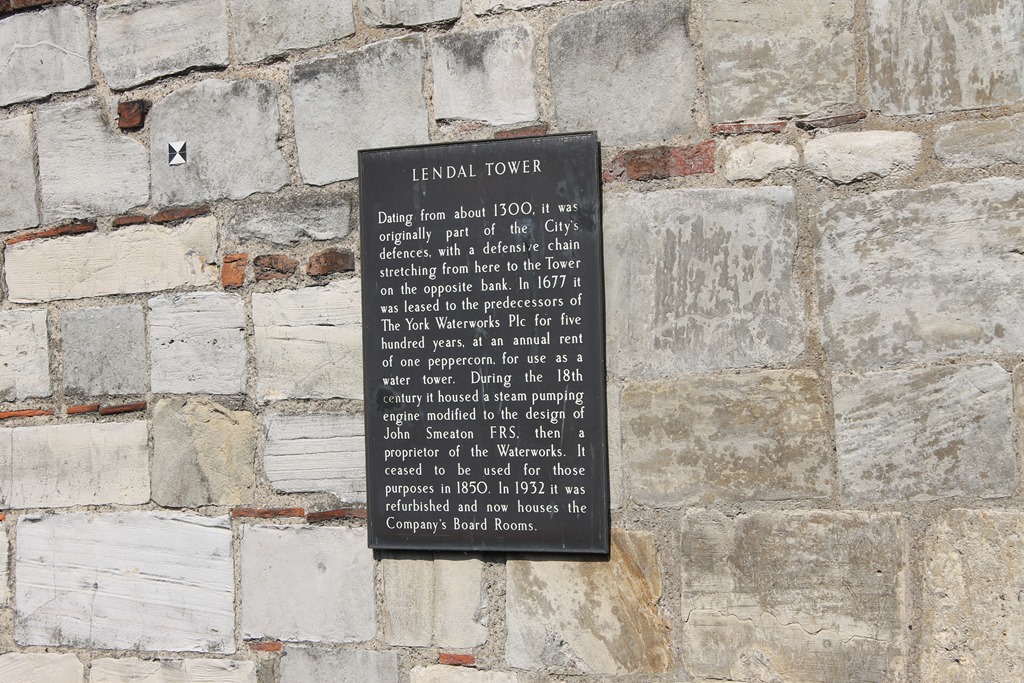 LENDAL TOWER
Dating from about 1300, it was
originally part of the City's
defences, with a defensive chain
stretching from here to the Tower
on the opposite bank. In 1677 it
was leased to the predecessors of
The York Waterworks Plc for five
hundred years, at an annual rent
of one peppercorn, for use as a
water tower. During the 18th
century it housed a steam pumping
engine modified to the design of
John Smeaton FRS, then a
proprietor of the Waterworks. It
ceased to be used for those
purposes in 1850. In 1932 it was
refurbished and now houses the
Company's Board Rooms.